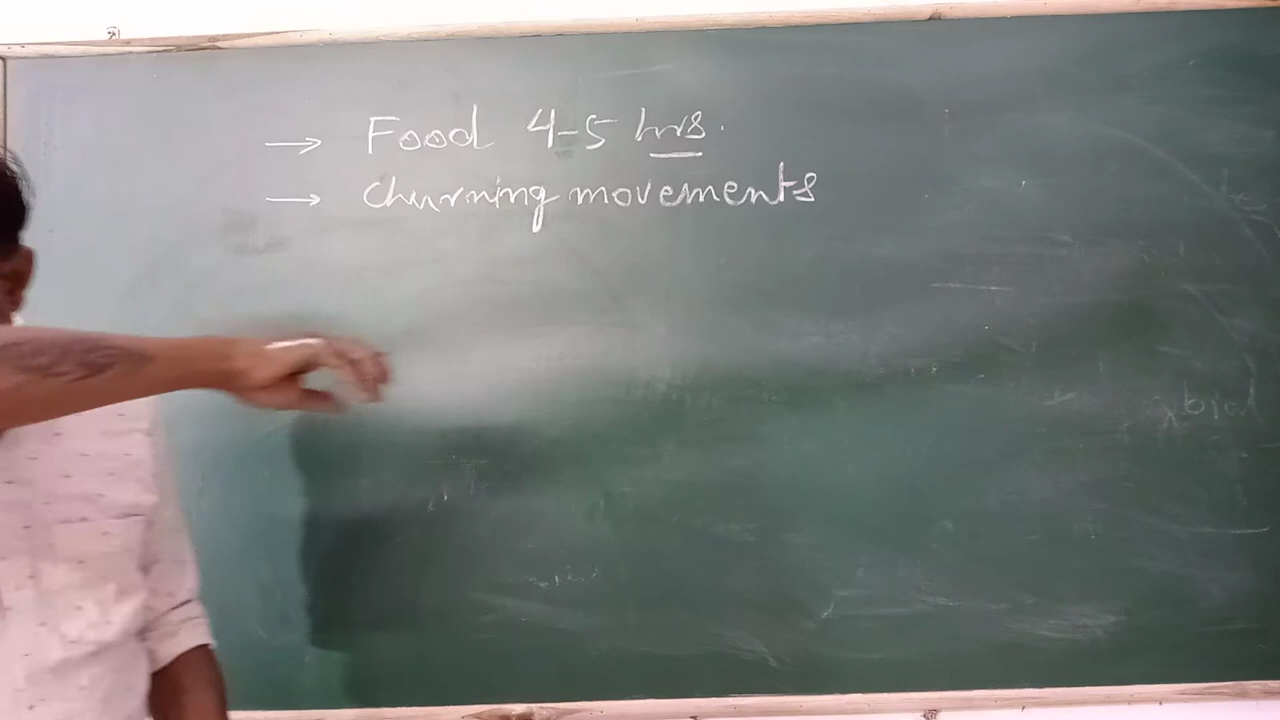 → Food 4-5 hrs.
→ Churning movements